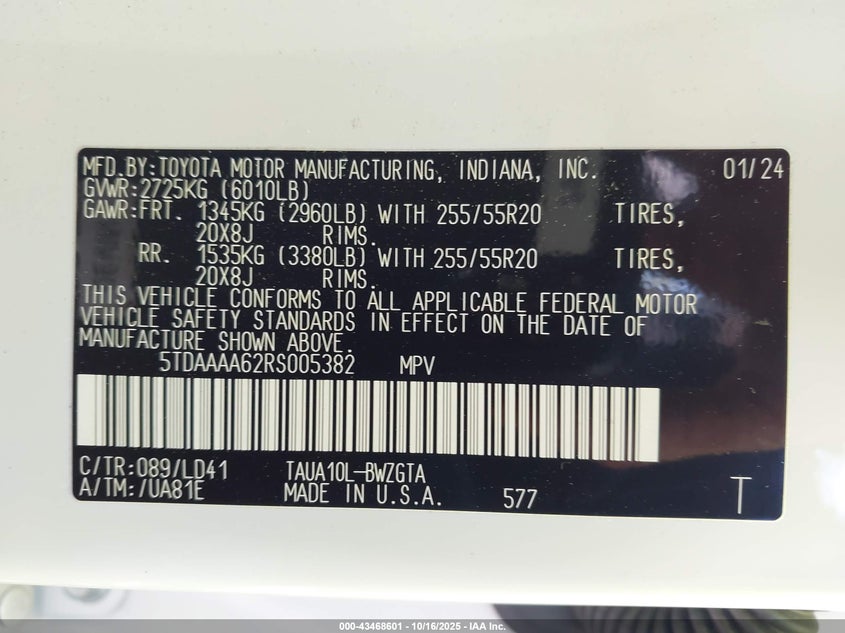 MFD.BY:TOYOTA MOTOR MANUFACTURING, INDIANA, INC. 01/24
GVWR:2725KG (6010LB)
GAWR:FRT. 1345KG (2960LB) WITH 255/55R20 TIRES,
20X8J RIMS.
RR. 1535KG (3380LB) WITH 255/55R20 TIRES,
20X8J RIMS.
THIS VEHICLE CONFORMS TO ALL APPLICABLE FEDERAL MOTOR
VEHICLE SAFETY STANDARDS IN EFFECT ON THE DATE OF
MANUFACTURE SHOWN ABOVE.
5TDAAAA62RS005382 MPV
C/TR:089/LD41 TAUA10L-BWZGTA
A/TM:/UA81E MADE IN U.S.A. 577 T
000-43468601 - 10/16/2025 - IAA Inc.